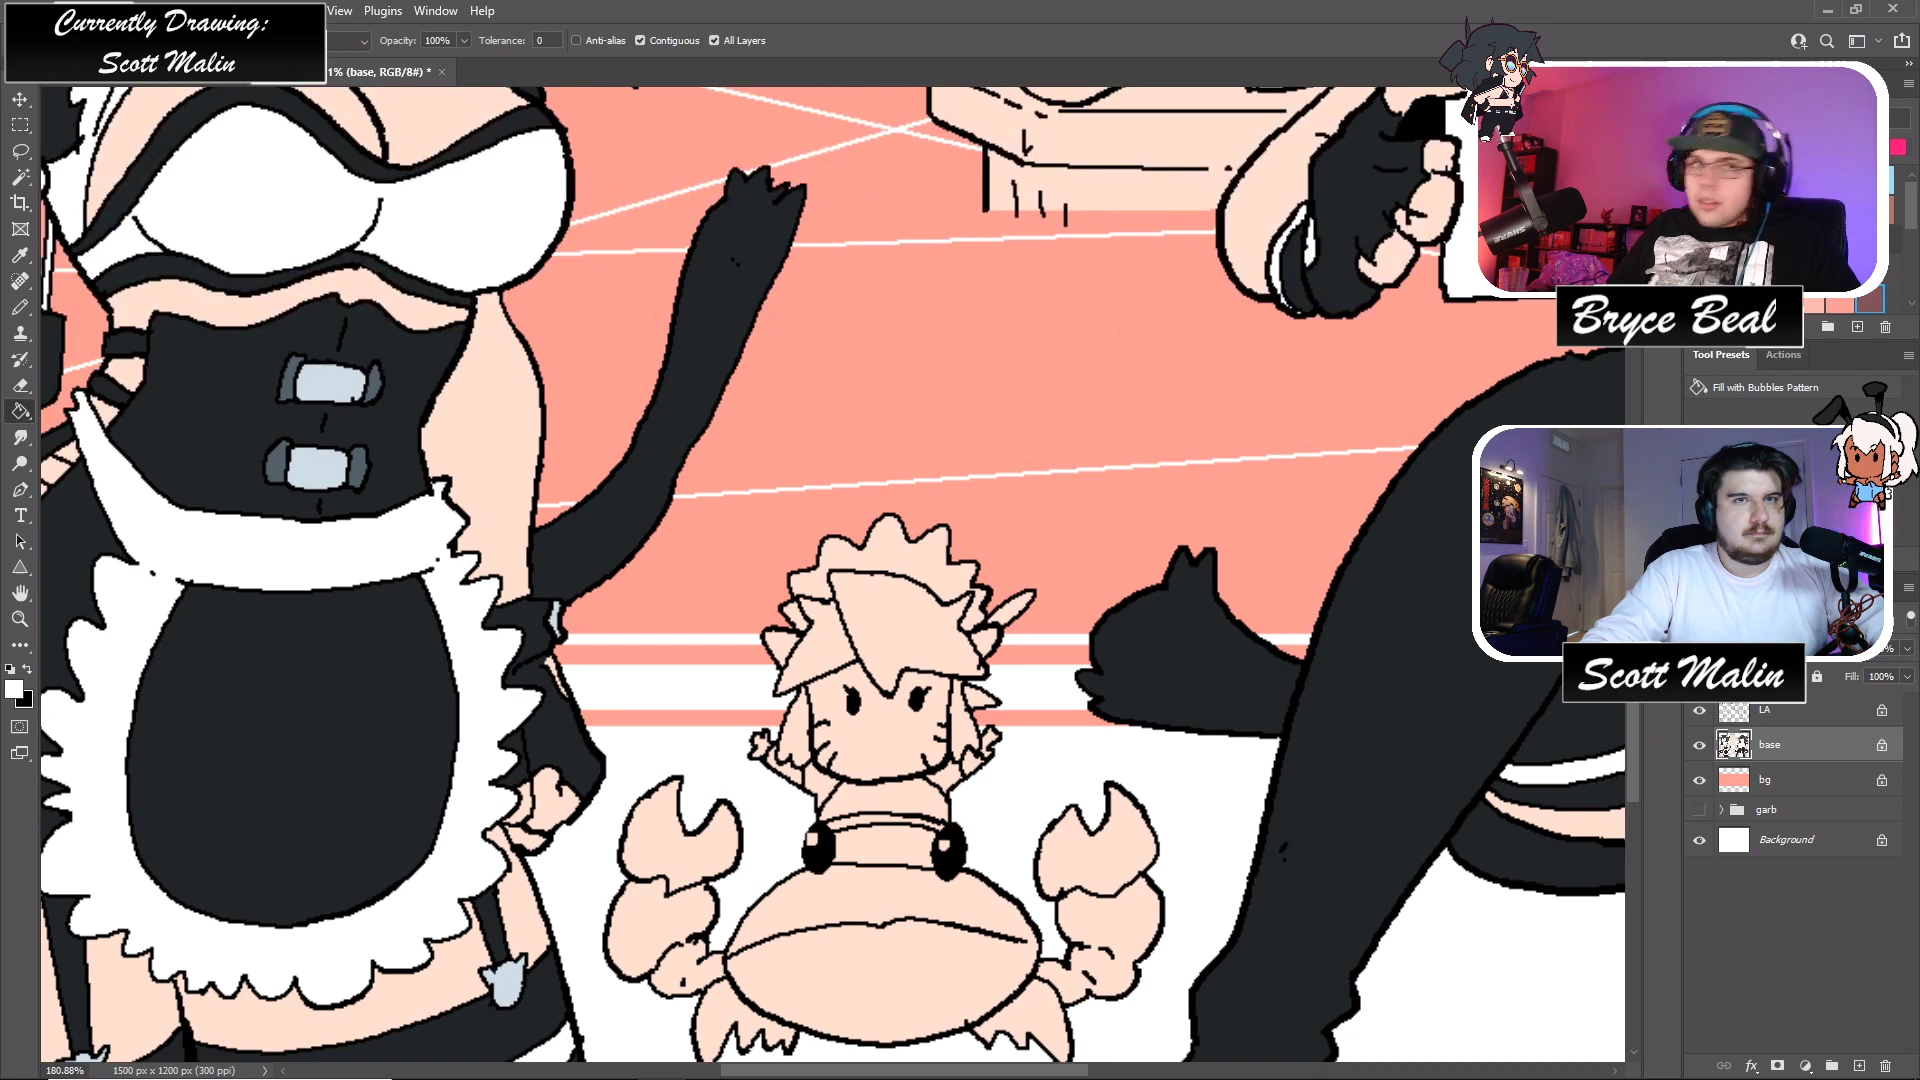 Currently Drawing:
Scott Malin
View Plugins Window Help
Opacity: 100% Tolerance: 0 Anti-alias Contiguous All Layers
1% (base, RGB/8#) *
Bryce Beal
Tool Presets Actions
Fill with Bubbles Pattern
Scott Malin
Fill: 100%
LA
base
bg
garb
Background
180.88% 1500 px x 1200 px (300 ppi)